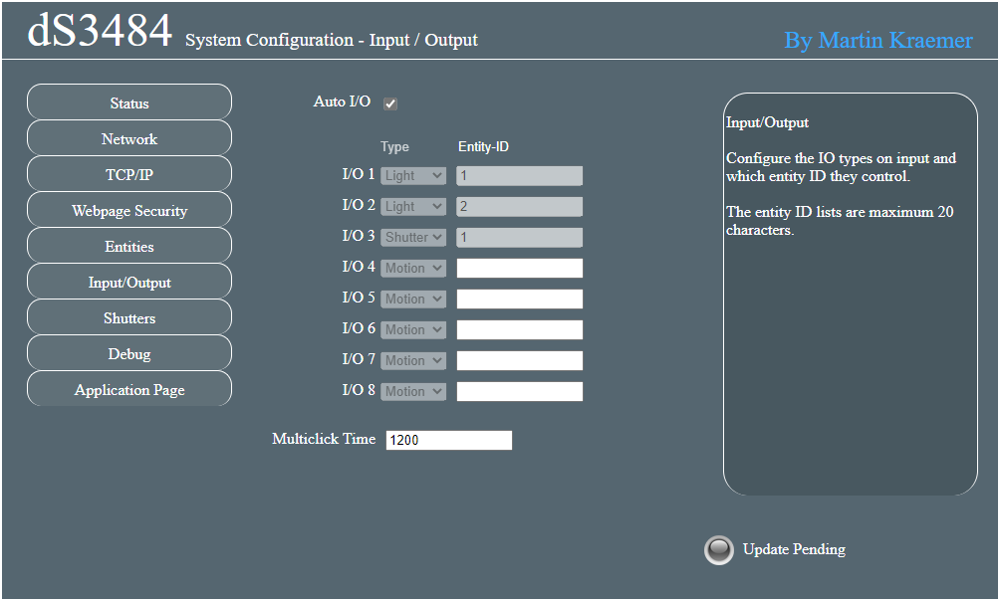 dS3484 System Configuration - Input / Output
By Martin Kraemer
Status
Network
TCP/IP
Webpage Security
Entities
Input/Output
Shutters
Debug
Application Page
Auto I/O
Type Entity-ID
I/O 1 Light 1
I/O 2 Light 2
I/O 3 Shutter 1
I/O 4 Motion
I/O 5 Motion
I/O 6 Motion
I/O 7 Motion
I/O 8 Motion
Multiclick Time 1200
Input/Output
Configure the IO types on input and
which entity ID they control.
The entity ID lists are maximum 20
characters.
Update Pending